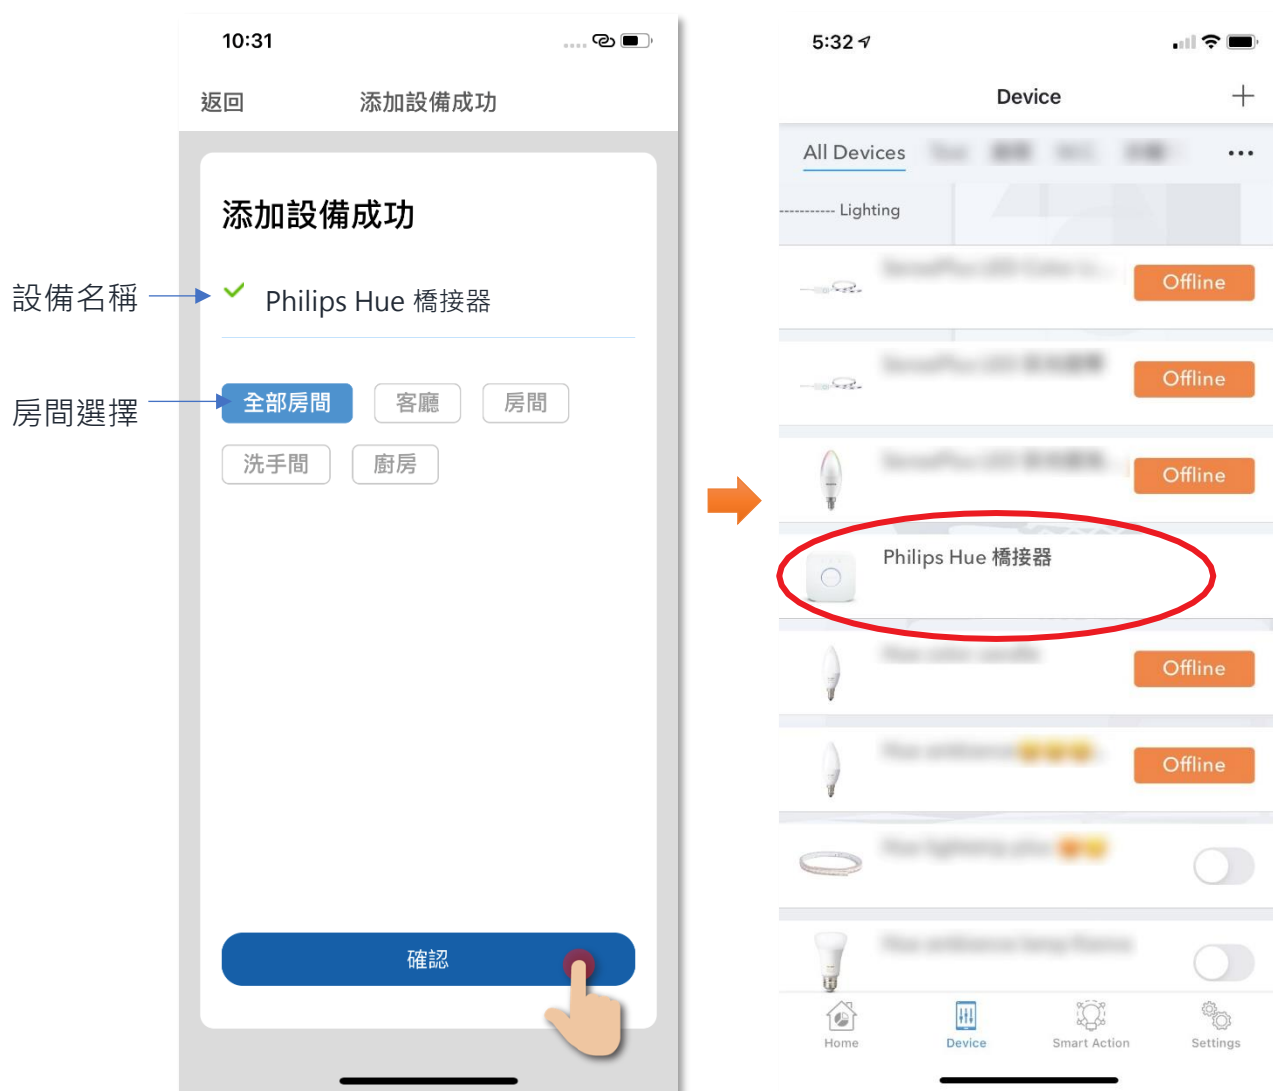 10:31
返回
添加設備成功
添加設備成功
設備名稱
Philips Hue 橋接器
房間選擇
全部房間
客廳
房間
洗手間
廚房
確認
5:32
Device
All Devices
----------- Lighting
Offline
Offline
Offline
Philips Hue 橋接器
Offline
Offline
Home
Device
Smart Action
Settings